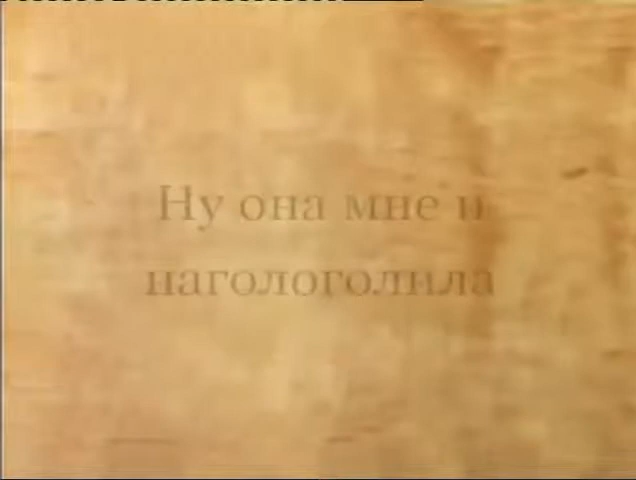 Ну она мне и
нагологолила